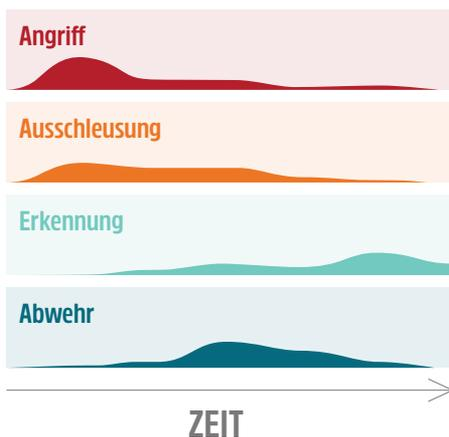 Angriff
Ausschleusung
Erkennung
Abwehr
ZEIT